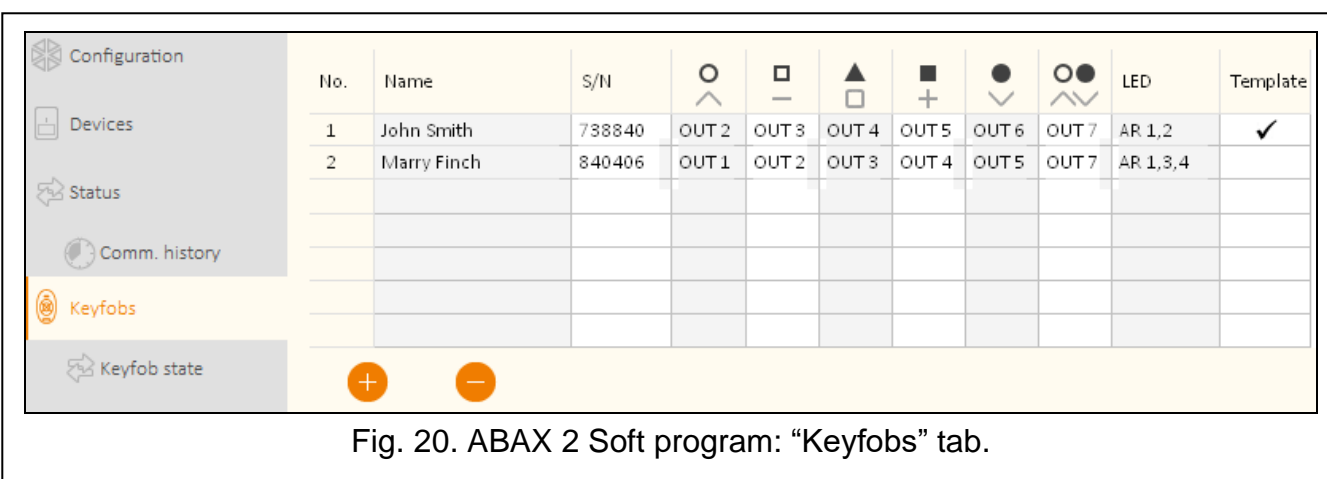 Configuration
Devices
Status
Comm. history
Keyfobs
Keyfob state
No. Name S/N LED Template
1 John Smith 738840 OUT 2 OUT 3 OUT 4 OUT 5 OUT 6 OUT 7 AR 1,2 ✓
2 Marry Finch 840406 OUT 1 OUT 2 OUT 3 OUT 4 OUT 5 OUT 7 AR 1,3,4
Fig. 20. ABAX 2 Soft program: “Keyfobs” tab.